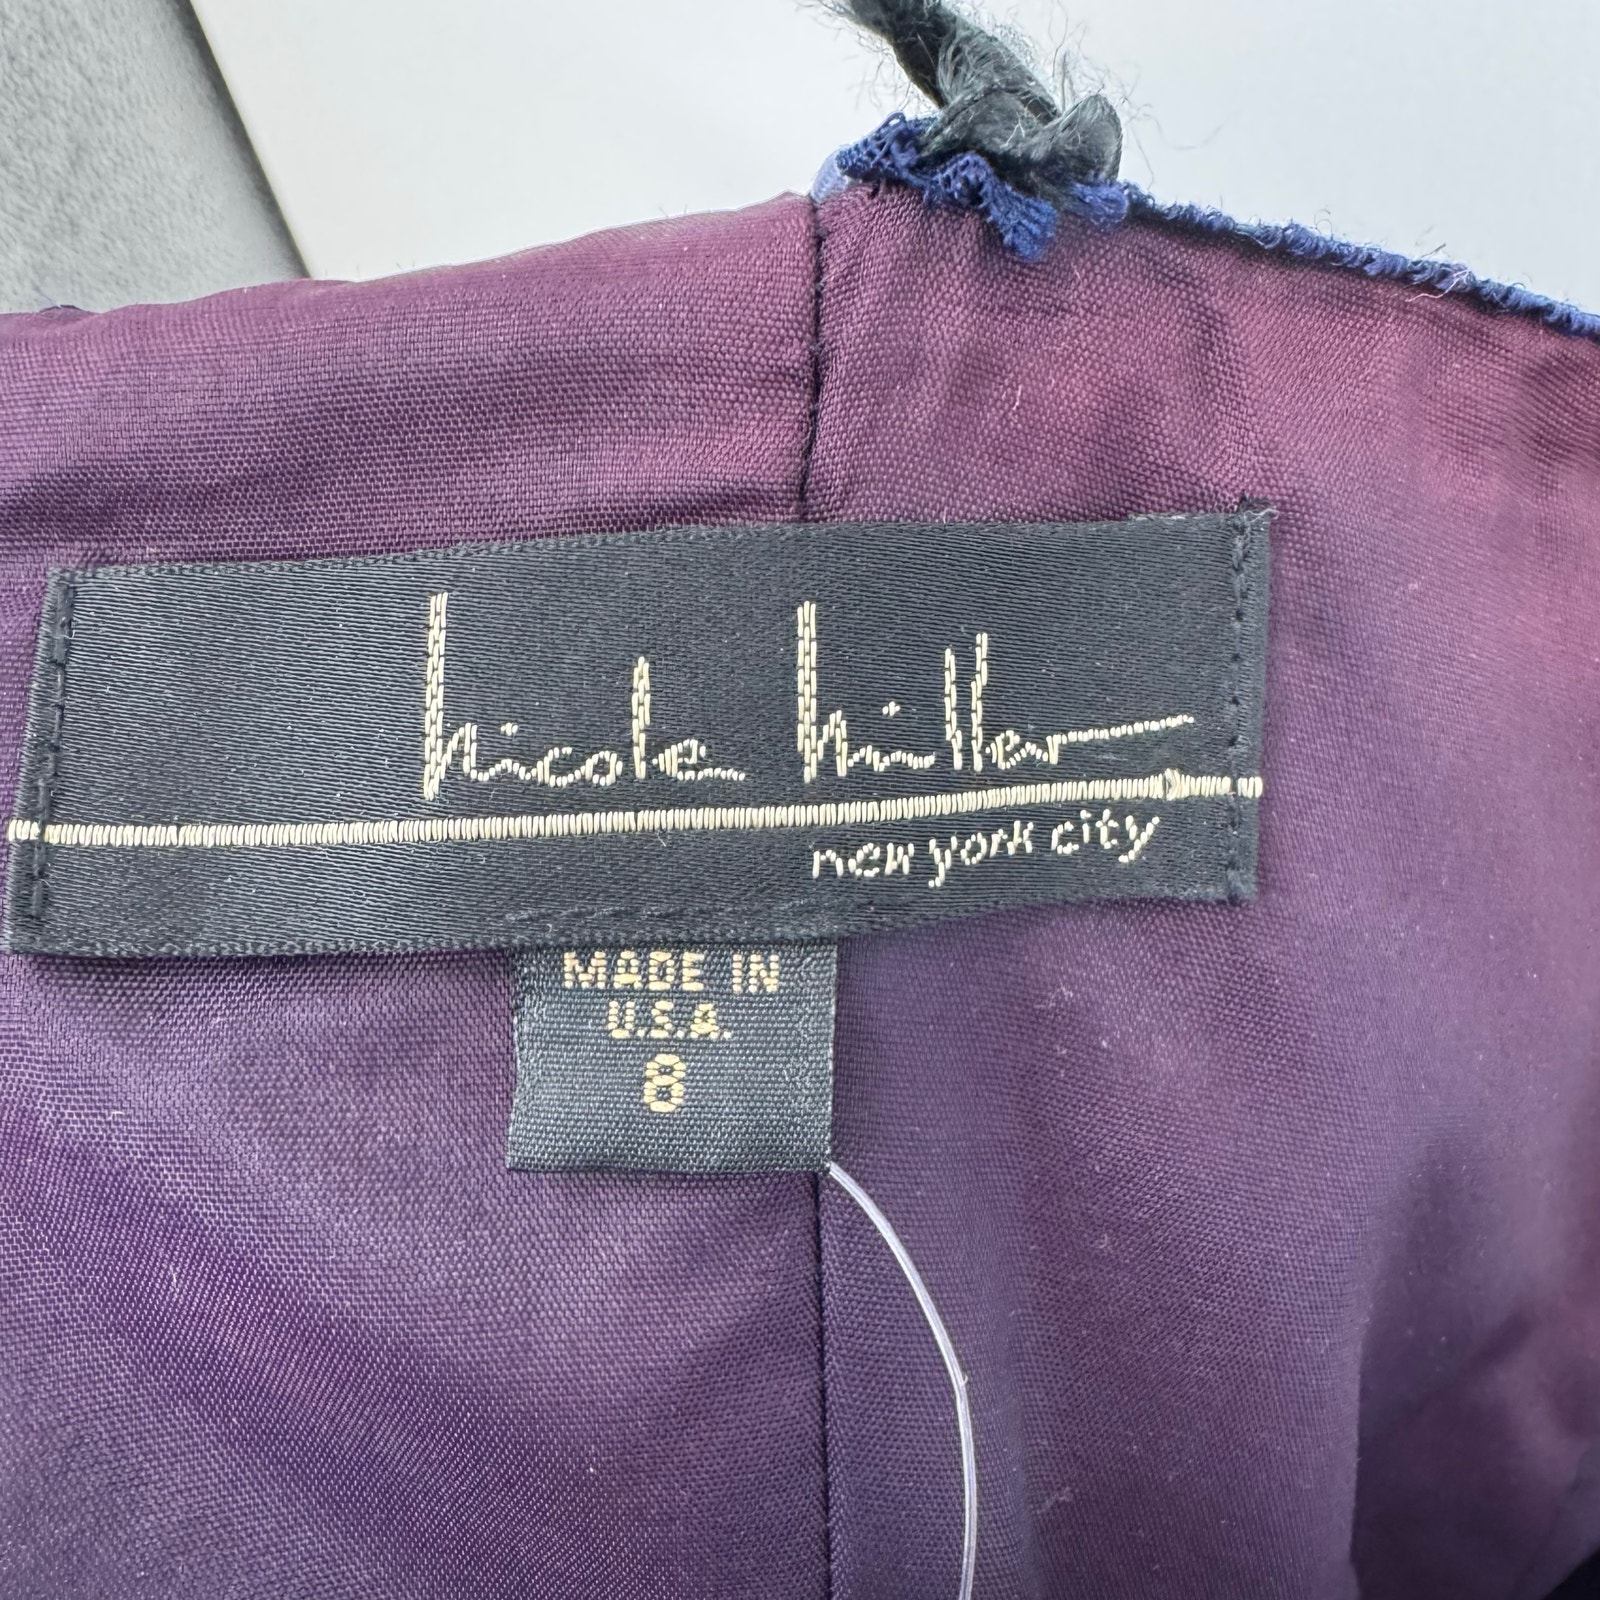 nicole miller
new york city
MADE IN
U.S.A.
8